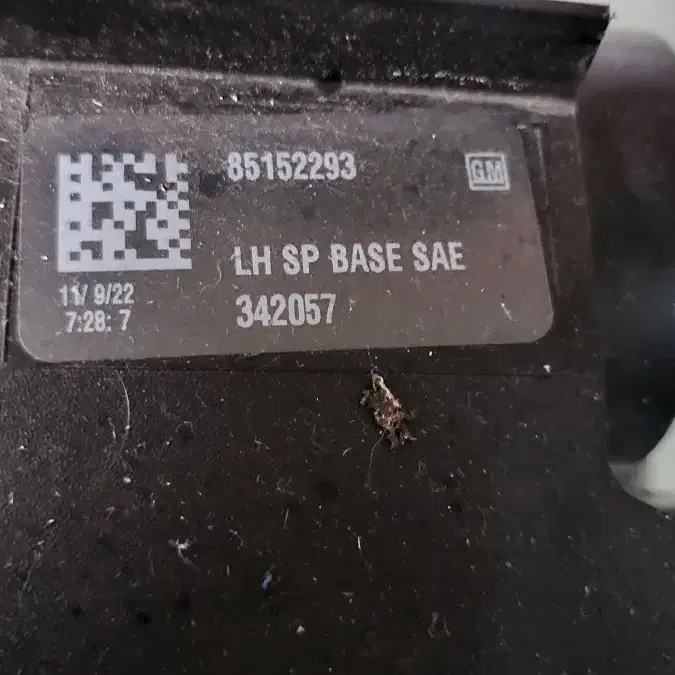 85152293
GM
LH SP BASE SAE
342057
11/ 9/22
7:28: 7